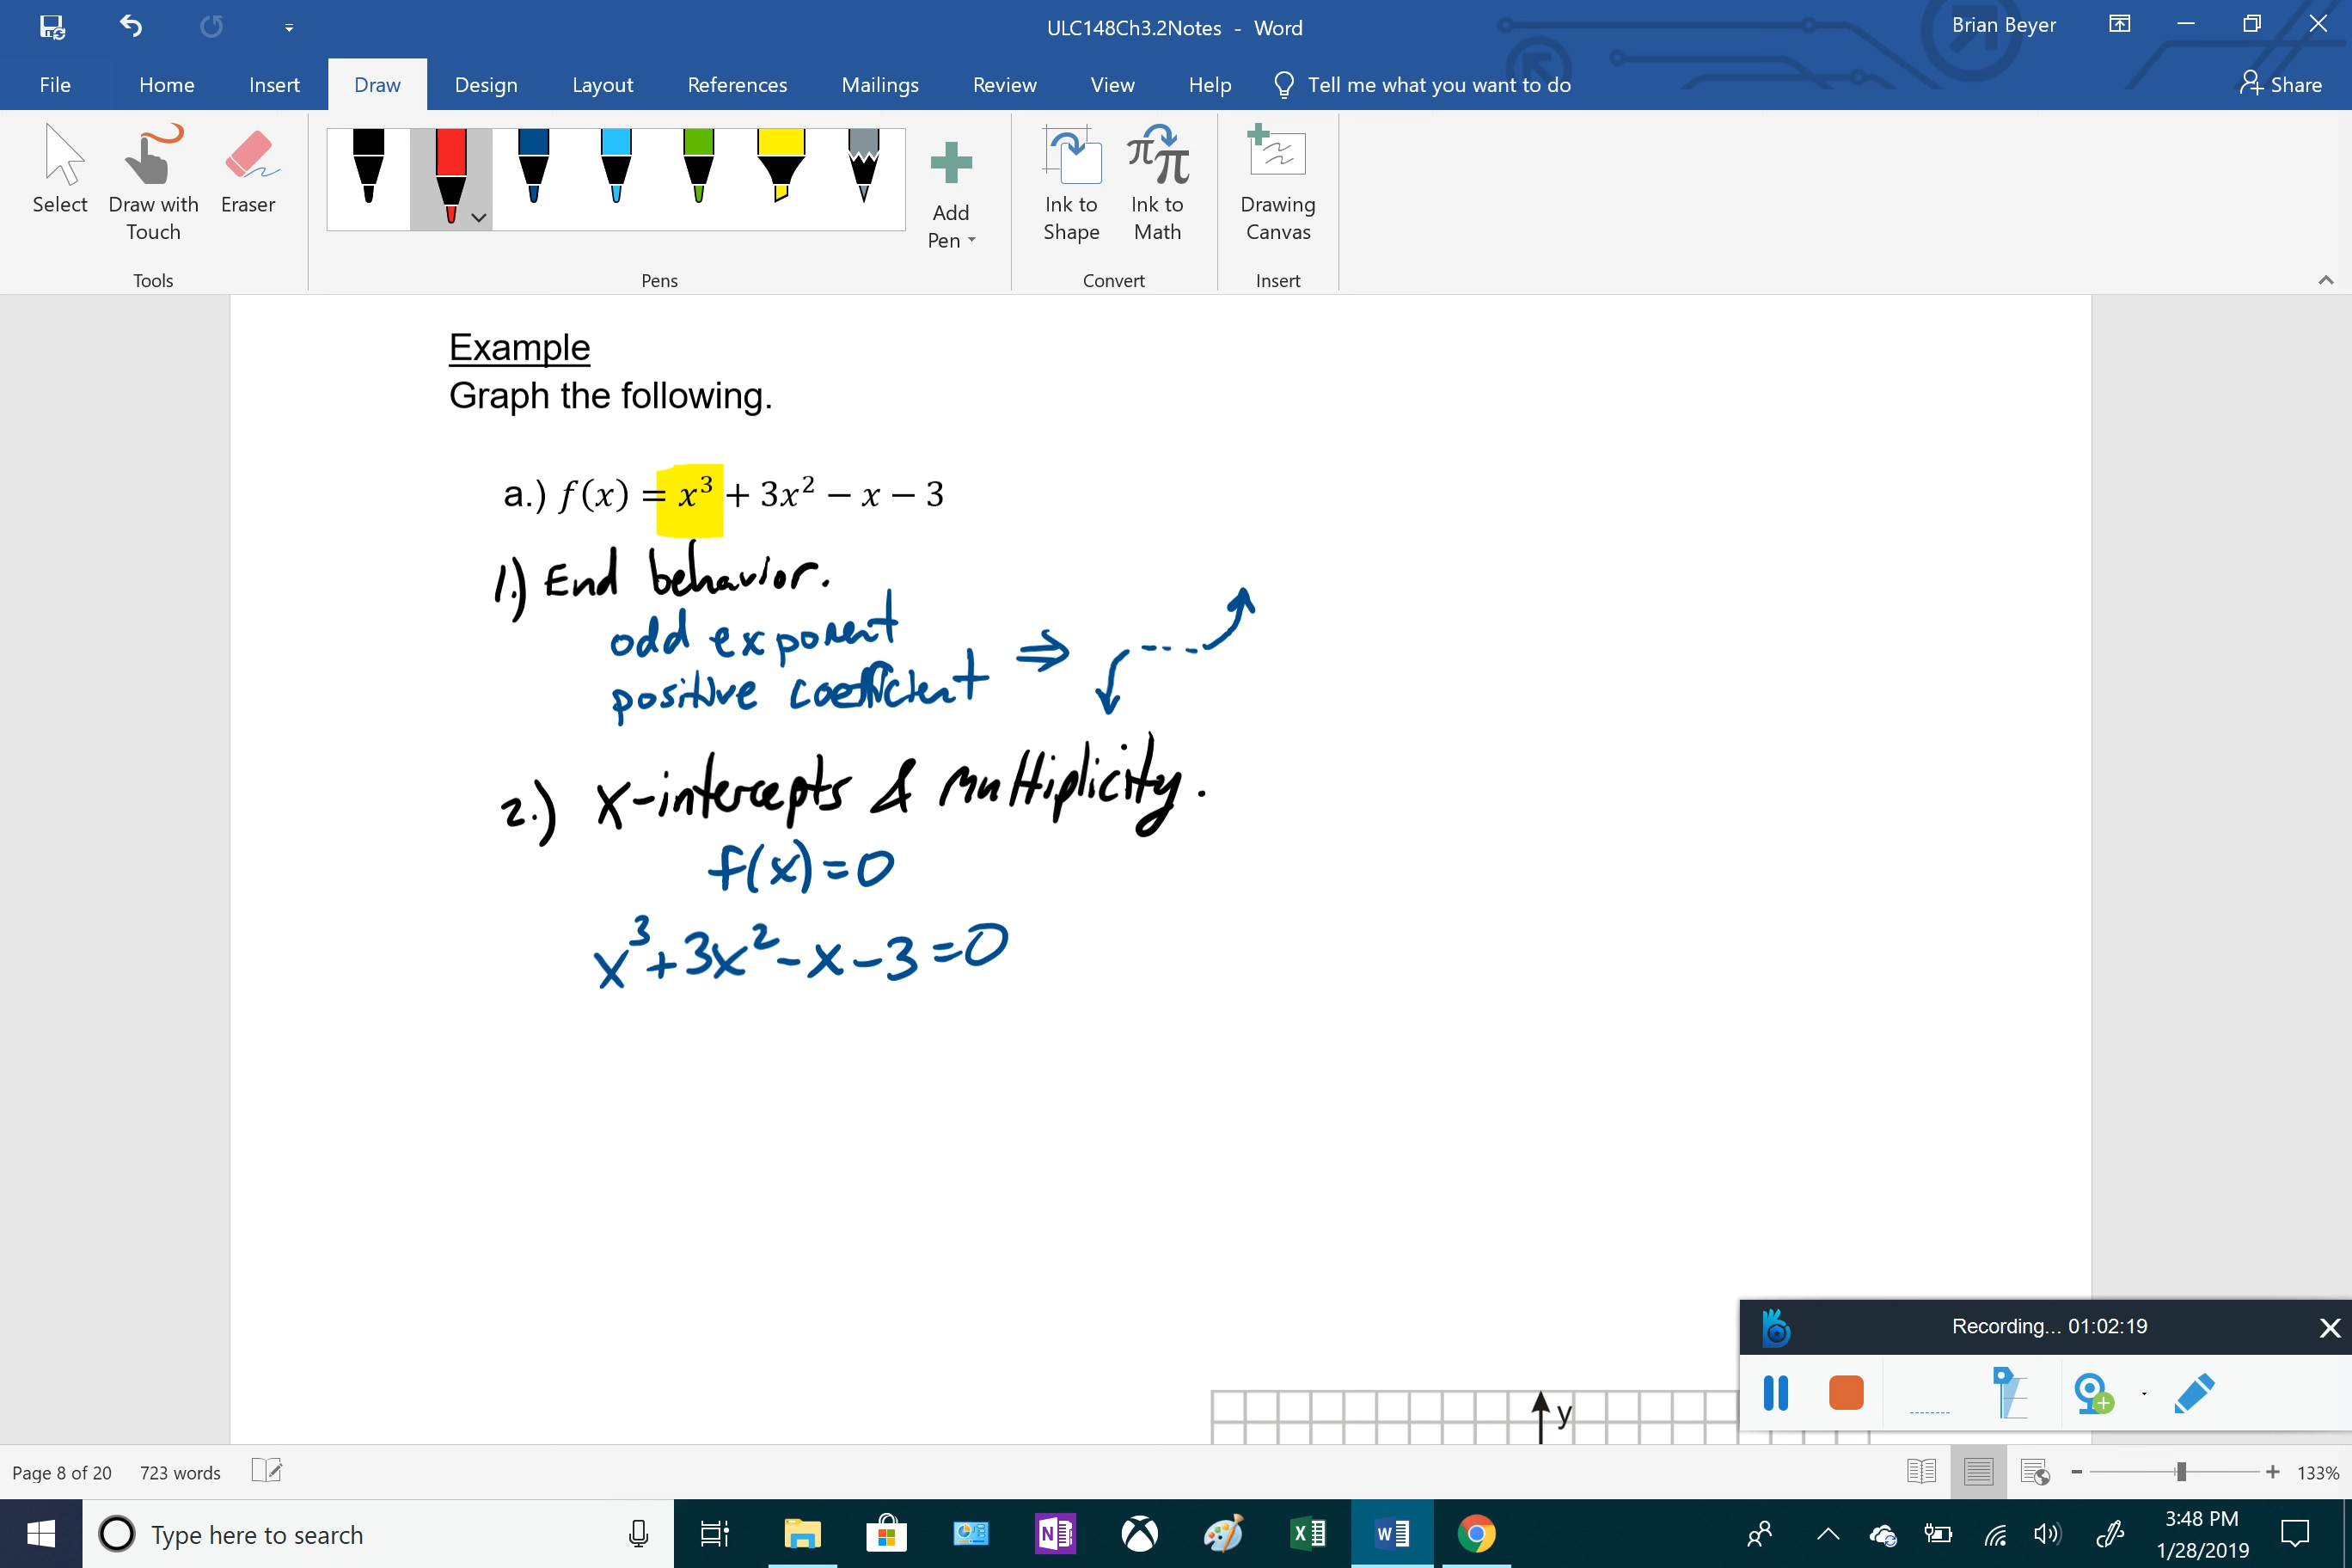 ULC148Ch3.2Notes - Word
Brian Beyer
File Home Insert Draw Design Layout References Mailings Review View Help Tell me what you want to do Share
Select Draw with Touch Eraser
Add Pen
Ink to Shape Ink to Math
Drawing Canvas
Tools Pens Convert Insert
Example
Graph the following.
a.) f(x) = x³ + 3x² − x − 3
1.) End behavior.
odd exponent
positive coefficient ⇒
2.) x-intercepts & multiplicity.
f(x)=0
x³+3x²-x-3=0
Recording... 01:02:19
y
Page 8 of 20 723 words 133%
Type here to search
3:48 PM
1/28/2019